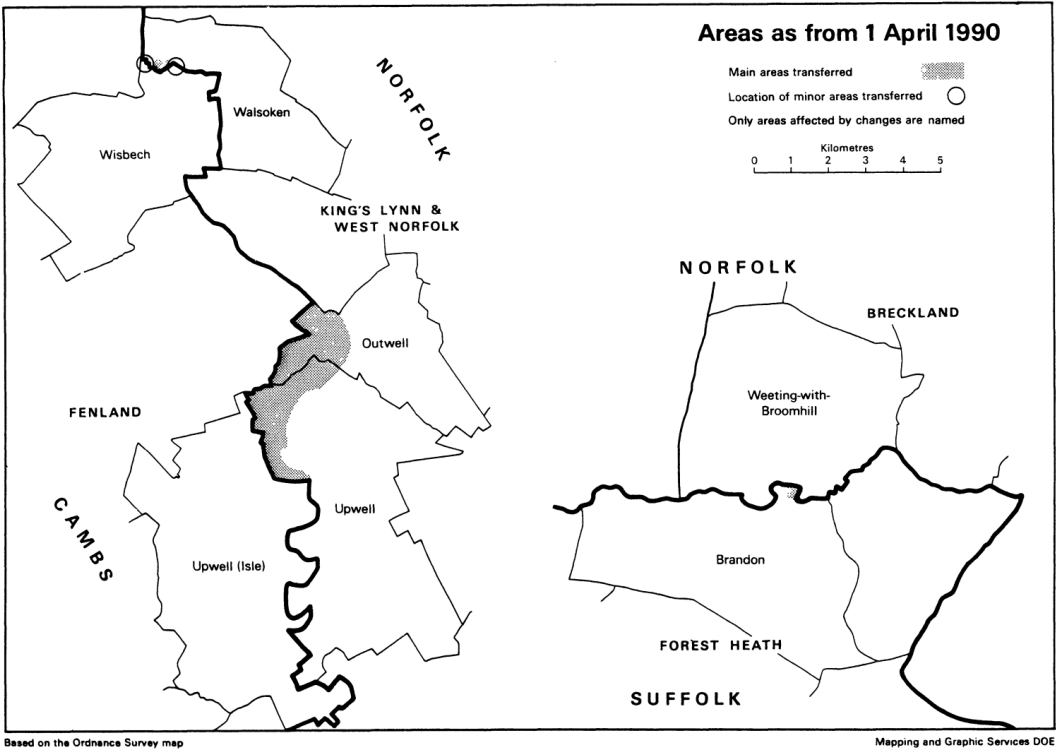 Areas as from 1 April 1990
Main areas transferred
Location of minor areas transferred
Only areas affected by changes are named
Kilometres
0 1 2 3 4 5
NORFOLK
Walsoken
Wisbech
KING'S LYNN &
WEST NORFOLK
Outwell
FENLAND
CAMBS
Upwell
Upwell (Isle)
NORFOLK
BRECKLAND
Weeting-with-
Broomhill
Brandon
FOREST HEATH
SUFFOLK
Based on the Ordnance Survey map
Mapping and Graphic Services DOE